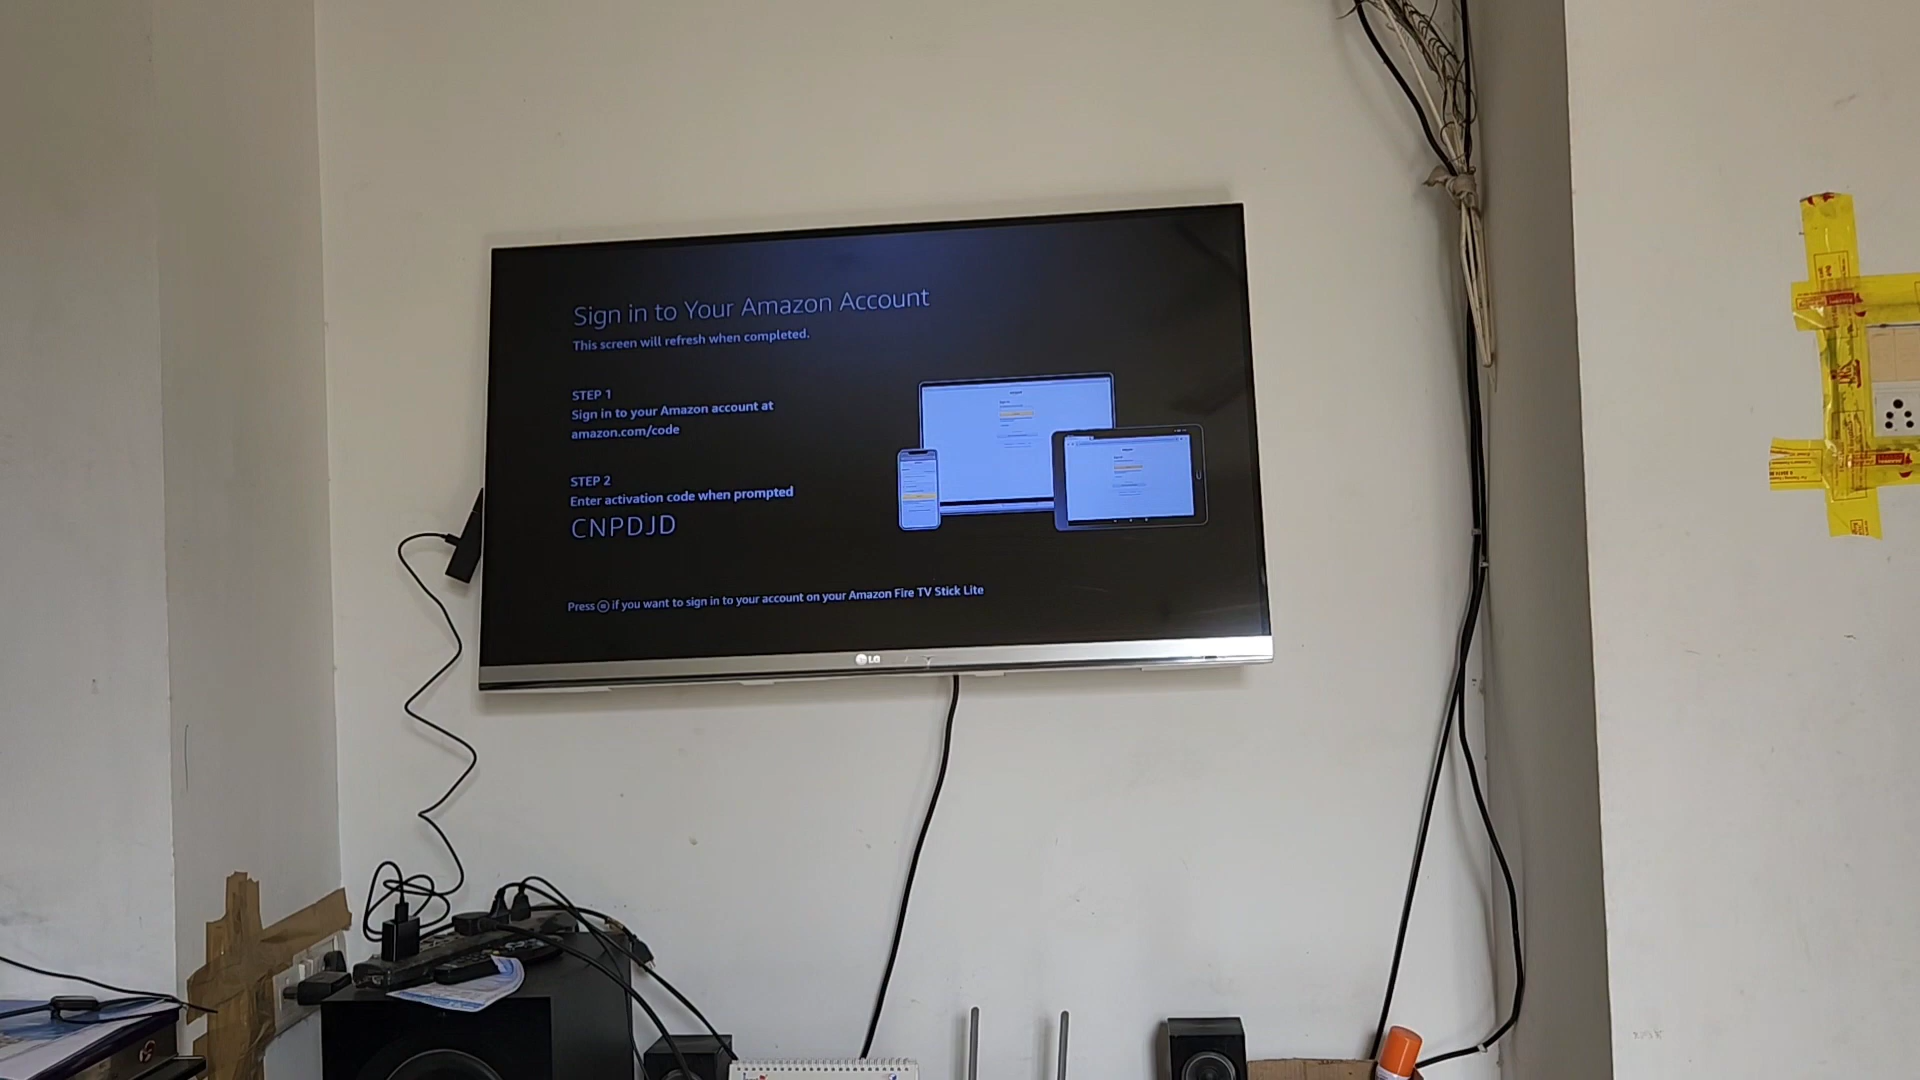 Sign in to Your Amazon Account
This screen will refresh when completed.
STEP 1
Sign in to your Amazon account at
amazon.com/code
STEP 2
Enter activation code when prompted
CNPDJD
Press if you want to sign in to your account on your Amazon Fire TV Stick Lite
LG